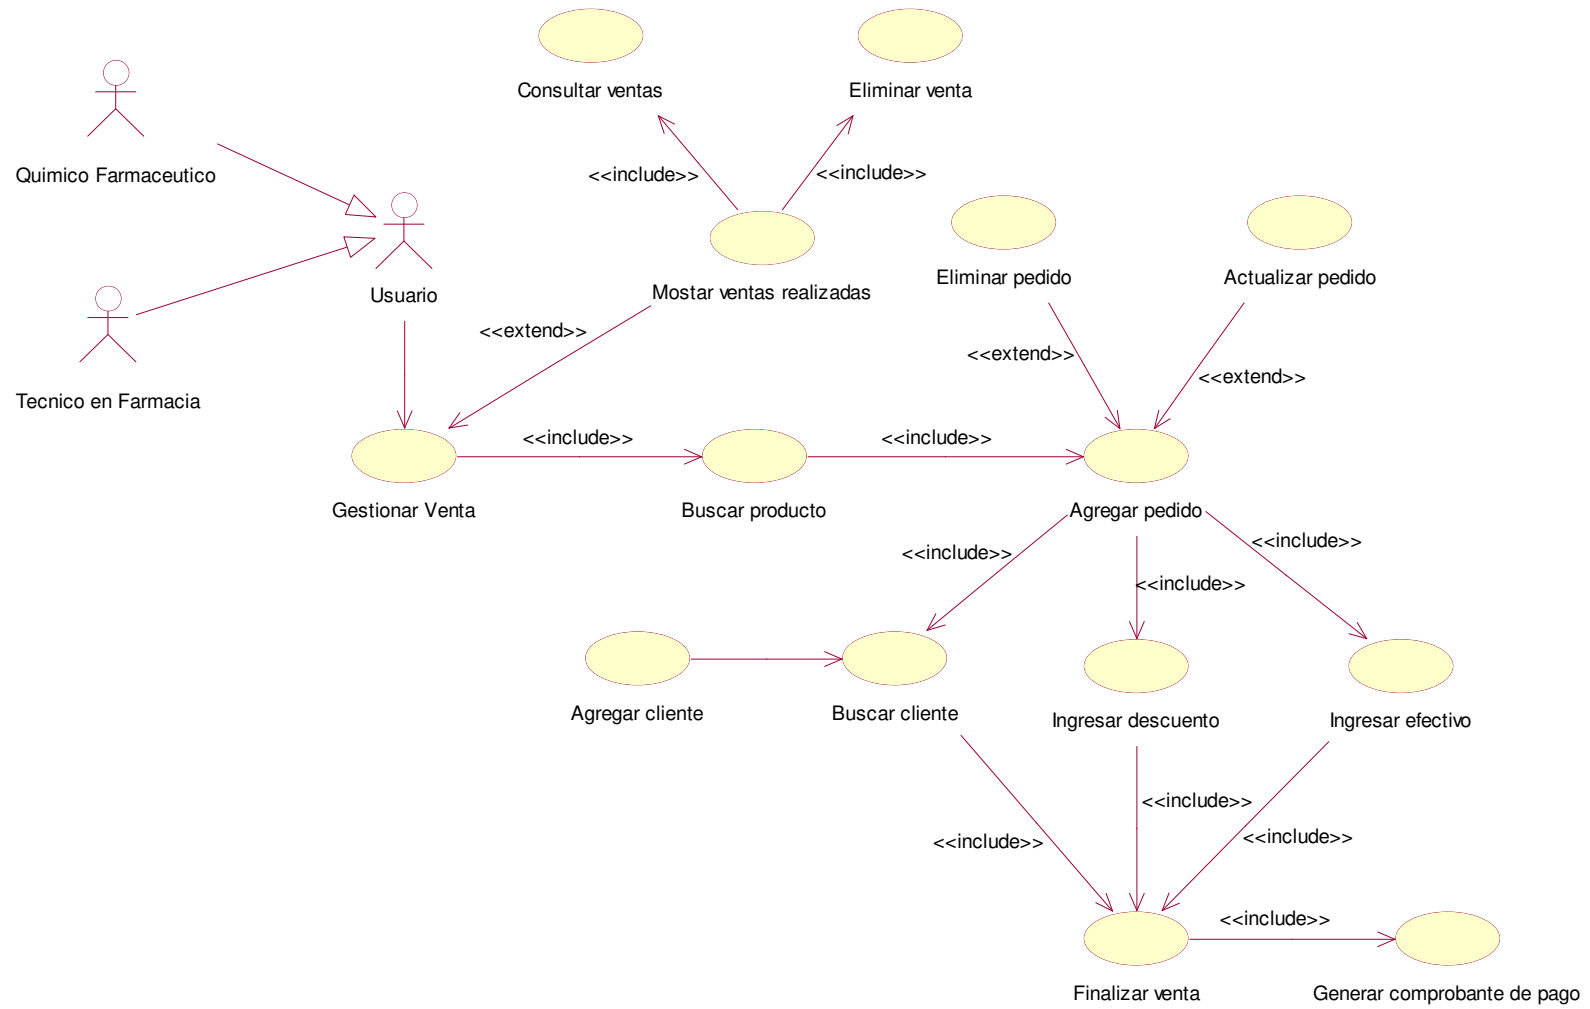 Consultar ventas
Eliminar venta
Quimico Farmaceutico
<<include>>
<<include>>
Eliminar pedido
Actualizar pedido
Usuario
Mostar ventas realizadas
<<extend>>
<<extend>>
<<extend>>
Tecnico en Farmacia
<<include>>
<<include>>
Gestionar Venta
Buscar producto
Agregar pedido
<<include>>
<<include>>
<<include>>
Agregar cliente
Buscar cliente
Ingresar descuento
Ingresar efectivo
<<include>>
<<include>>
<<include>>
<<include>>
Finalizar venta
Generar comprobante de pago